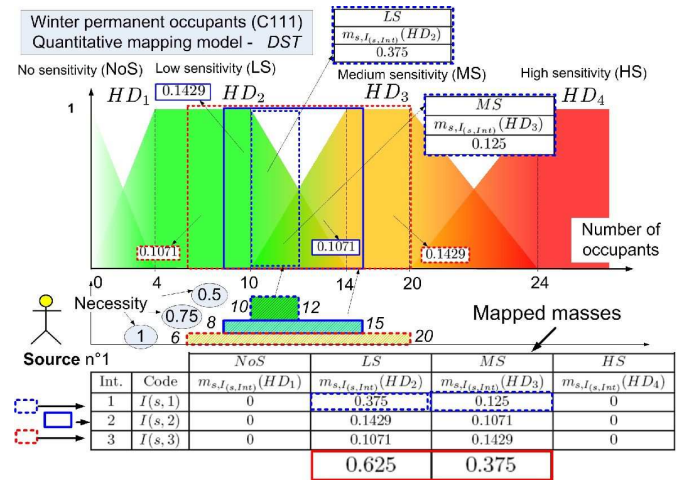 Winter permanent occupants (C111)
Quantitative mapping model - DST
LS
m_{s,I_{(s,Int)}}(HD_2)
0.375
No sensitivity (NoS)
Low sensitivity (LS)
Medium sensitivity (MS)
High sensitivity (HS)
HD_1
0.1429
HD_2
HD_3
HD_4
1
MS
m_{s,I_{(s,Int)}}(HD_3)
0.125
0.1071
0.1071
0.1429
Number of
occupants
0 4 10 14 20 24
Necessity
0.5
0.75
1
10 12
8 15
6 20
Source n°1
Mapped masses
NoS LS MS HS
Int. Code m_{s,I_{(s,Int)}}(HD_1) m_{s,I_{(s,Int)}}(HD_2) m_{s,I_{(s,Int)}}(HD_3) m_{s,I_{(s,Int)}}(HD_4)
1 I(s,1) 0 0.375 0.125 0
2 I(s,2) 0 0.1429 0.1071 0
3 I(s,3) 0 0.1071 0.1429 0
0.625 0.375